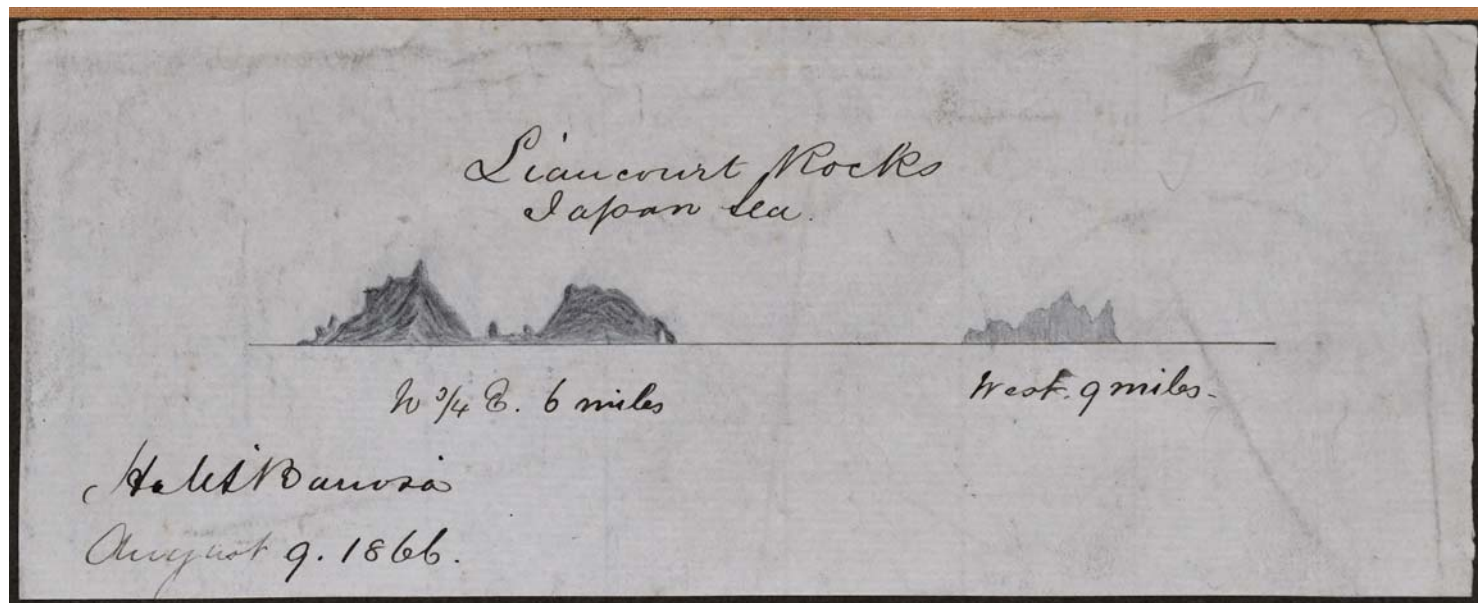 Liancourt Rocks
Japan Sea.
N 3/4 E. 6 miles
West. 9 miles.
H.M.S Barrosa
August 9. 1866.